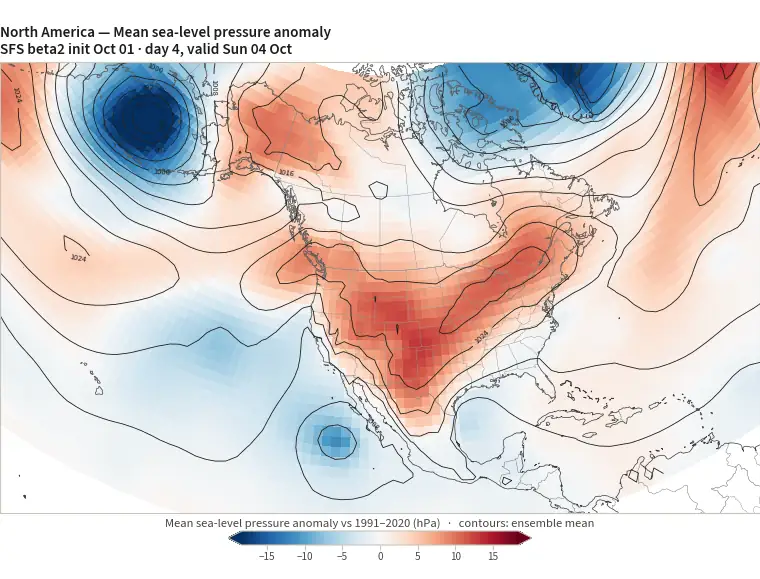 North America — Mean sea-level pressure anomaly
SFS beta2 init Oct 01 · day 4, valid Sun 04 Oct
1024
1000
1008
1000
1016
1024
1024
Mean sea-level pressure anomaly vs 1991–2020 (hPa) · contours: ensemble mean
−15 −10 −5 0 5 10 15